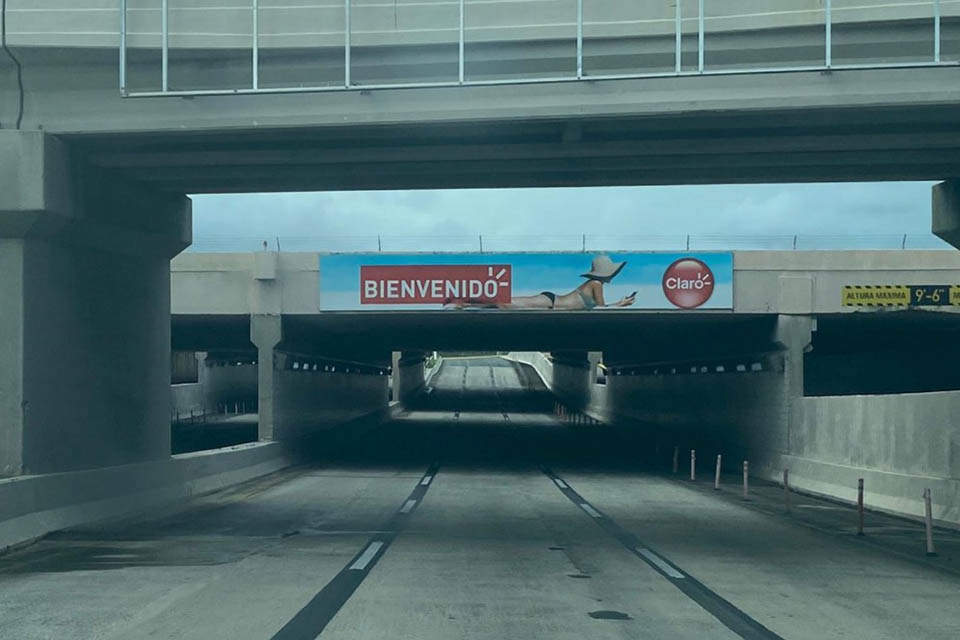 BIENVENIDO
Claro
ALTURA MAXIMA 9'-6" M